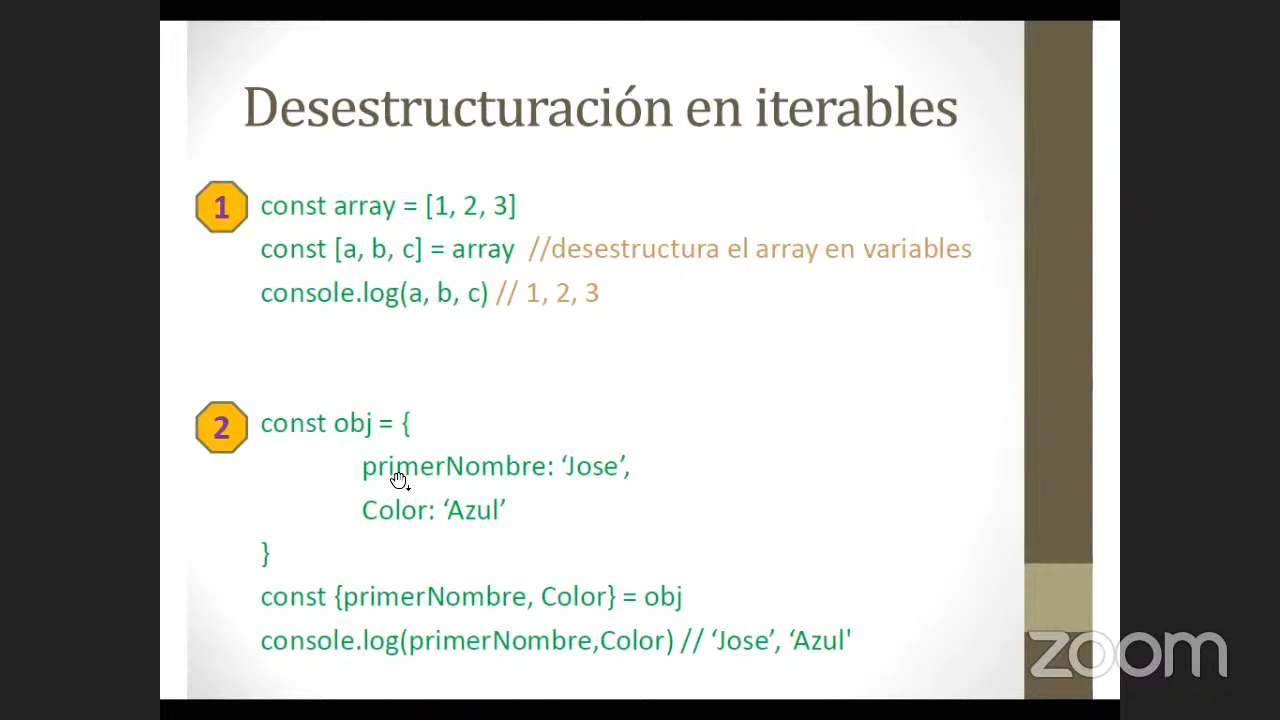 Desestructuración en iterables
1
const array = [1, 2, 3]
const [a, b, c] = array //desestructura el array en variables
console.log(a, b, c) // 1, 2, 3
2
const obj = {
primerNombre: ‘Jose’,
Color: ‘Azul’
}
const {primerNombre, Color} = obj
console.log(primerNombre,Color) // ‘Jose’, ‘Azul'
zoom